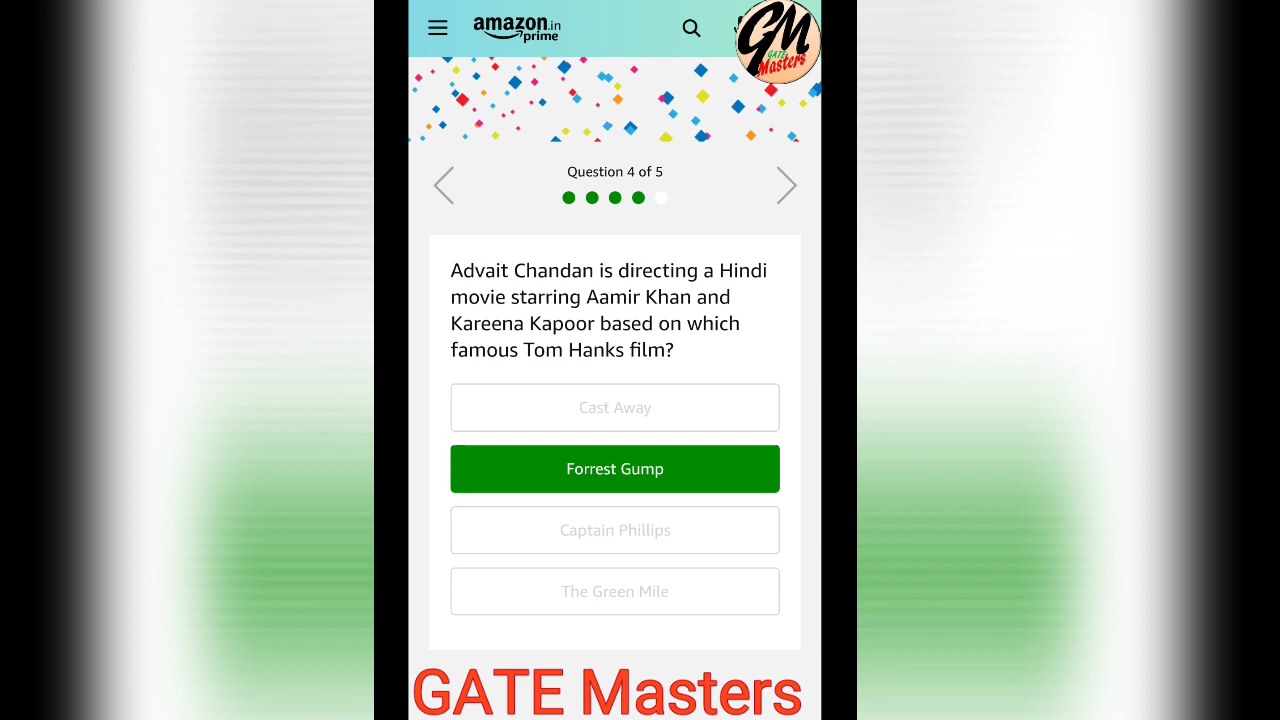 amazon.in
prime
GM
GATE
Masters
Question 4 of 5
Advait Chandan is directing a Hindi
movie starring Aamir Khan and
Kareena Kapoor based on which
famous Tom Hanks film?
Cast Away
Forrest Gump
Captain Phillips
The Green Mile
GATE Masters